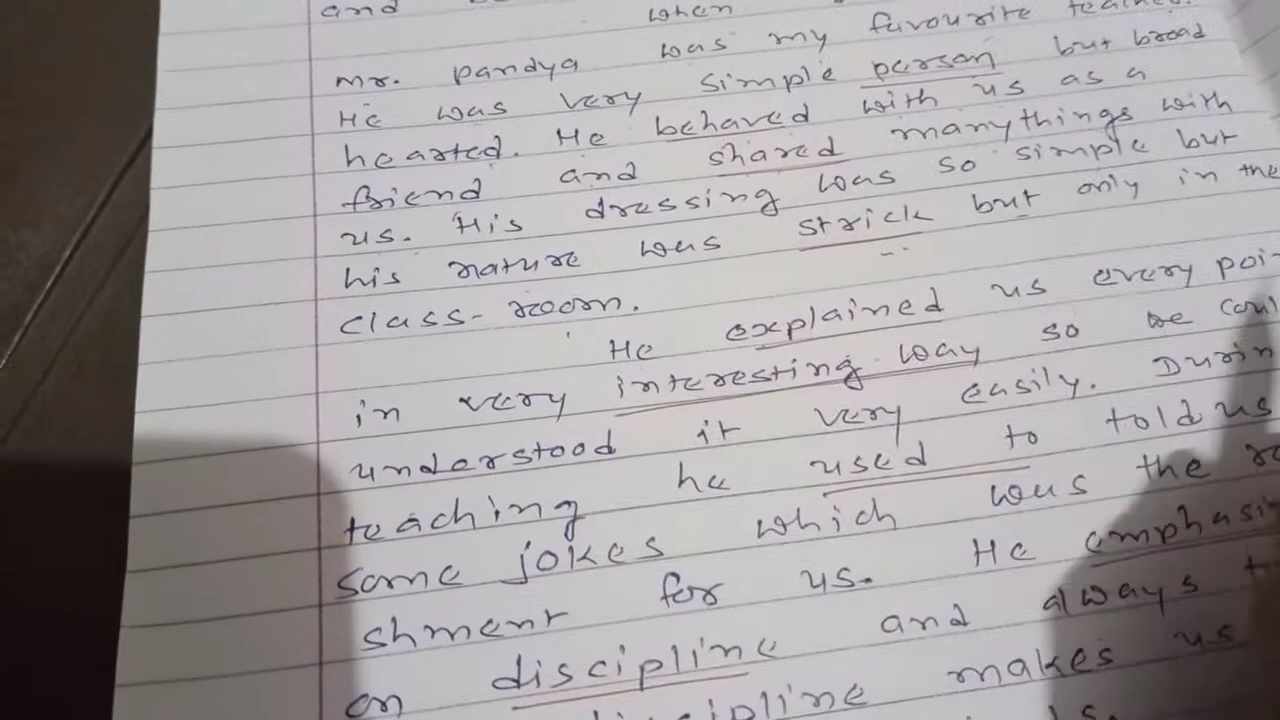 and when
Mr. Pandya was my favourite
He was very simple person but broad
hearted. He behaved with us as a
friend and shared manythings with
us. His dressing was so simple but
his nature was strick but only in the
class-room.
He explained us every poi
in very interesting way so we coul
understood it very easily. Durin
teaching he used to told us
some jokes which was the re
shment for us. He emphasi
on discipline and always t
makes us